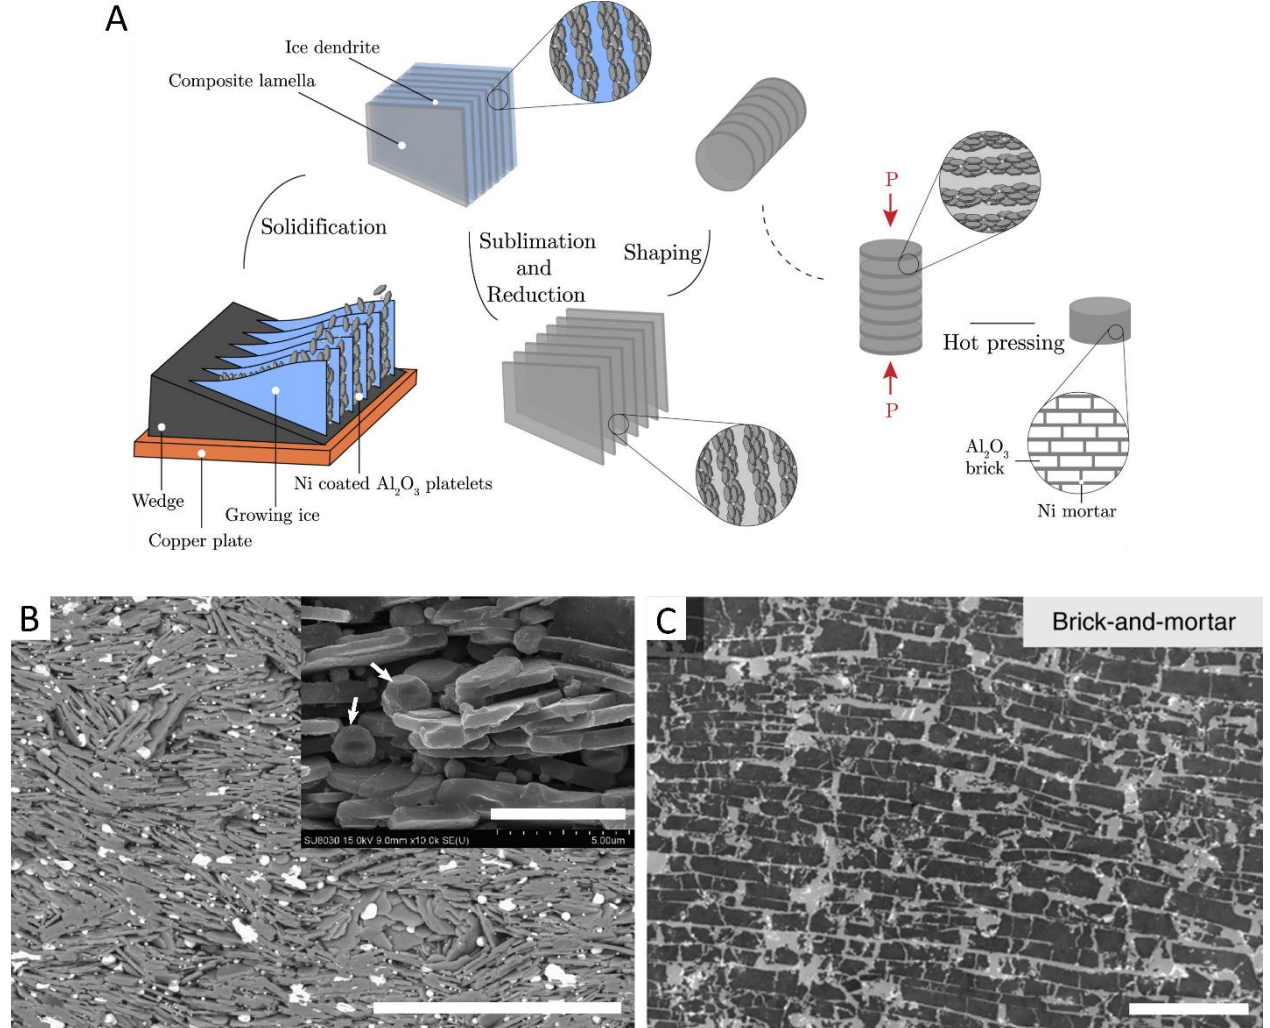 A
Ice dendrite
Composite lamella
P
Solidification
Sublimation
and
Reduction
Shaping
Hot pressing
P
Al₂O₃
brick
Ni mortar
Ni coated Al₂O₃ platelets
Wedge
Growing ice
Copper plate
B
SU8030 15.0kV 9.0mm x10.0k SE(U)
5.00um
C
Brick-and-mortar